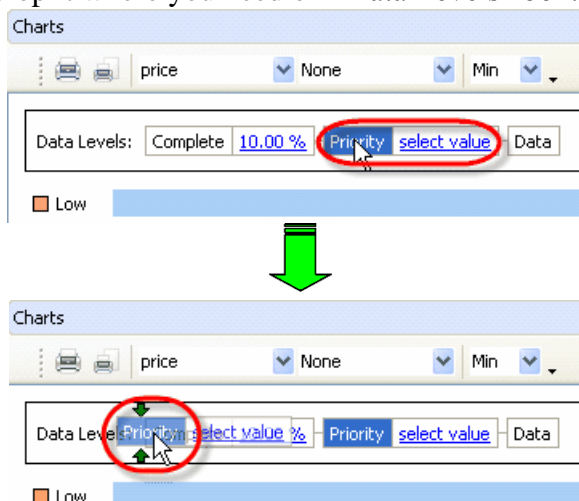 Charts
price None Min
Data Levels: Complete 10.00 % Priority select value Data
Low
Charts
price None Min
Data Levels: Priority select value % Priority select value Data
Low